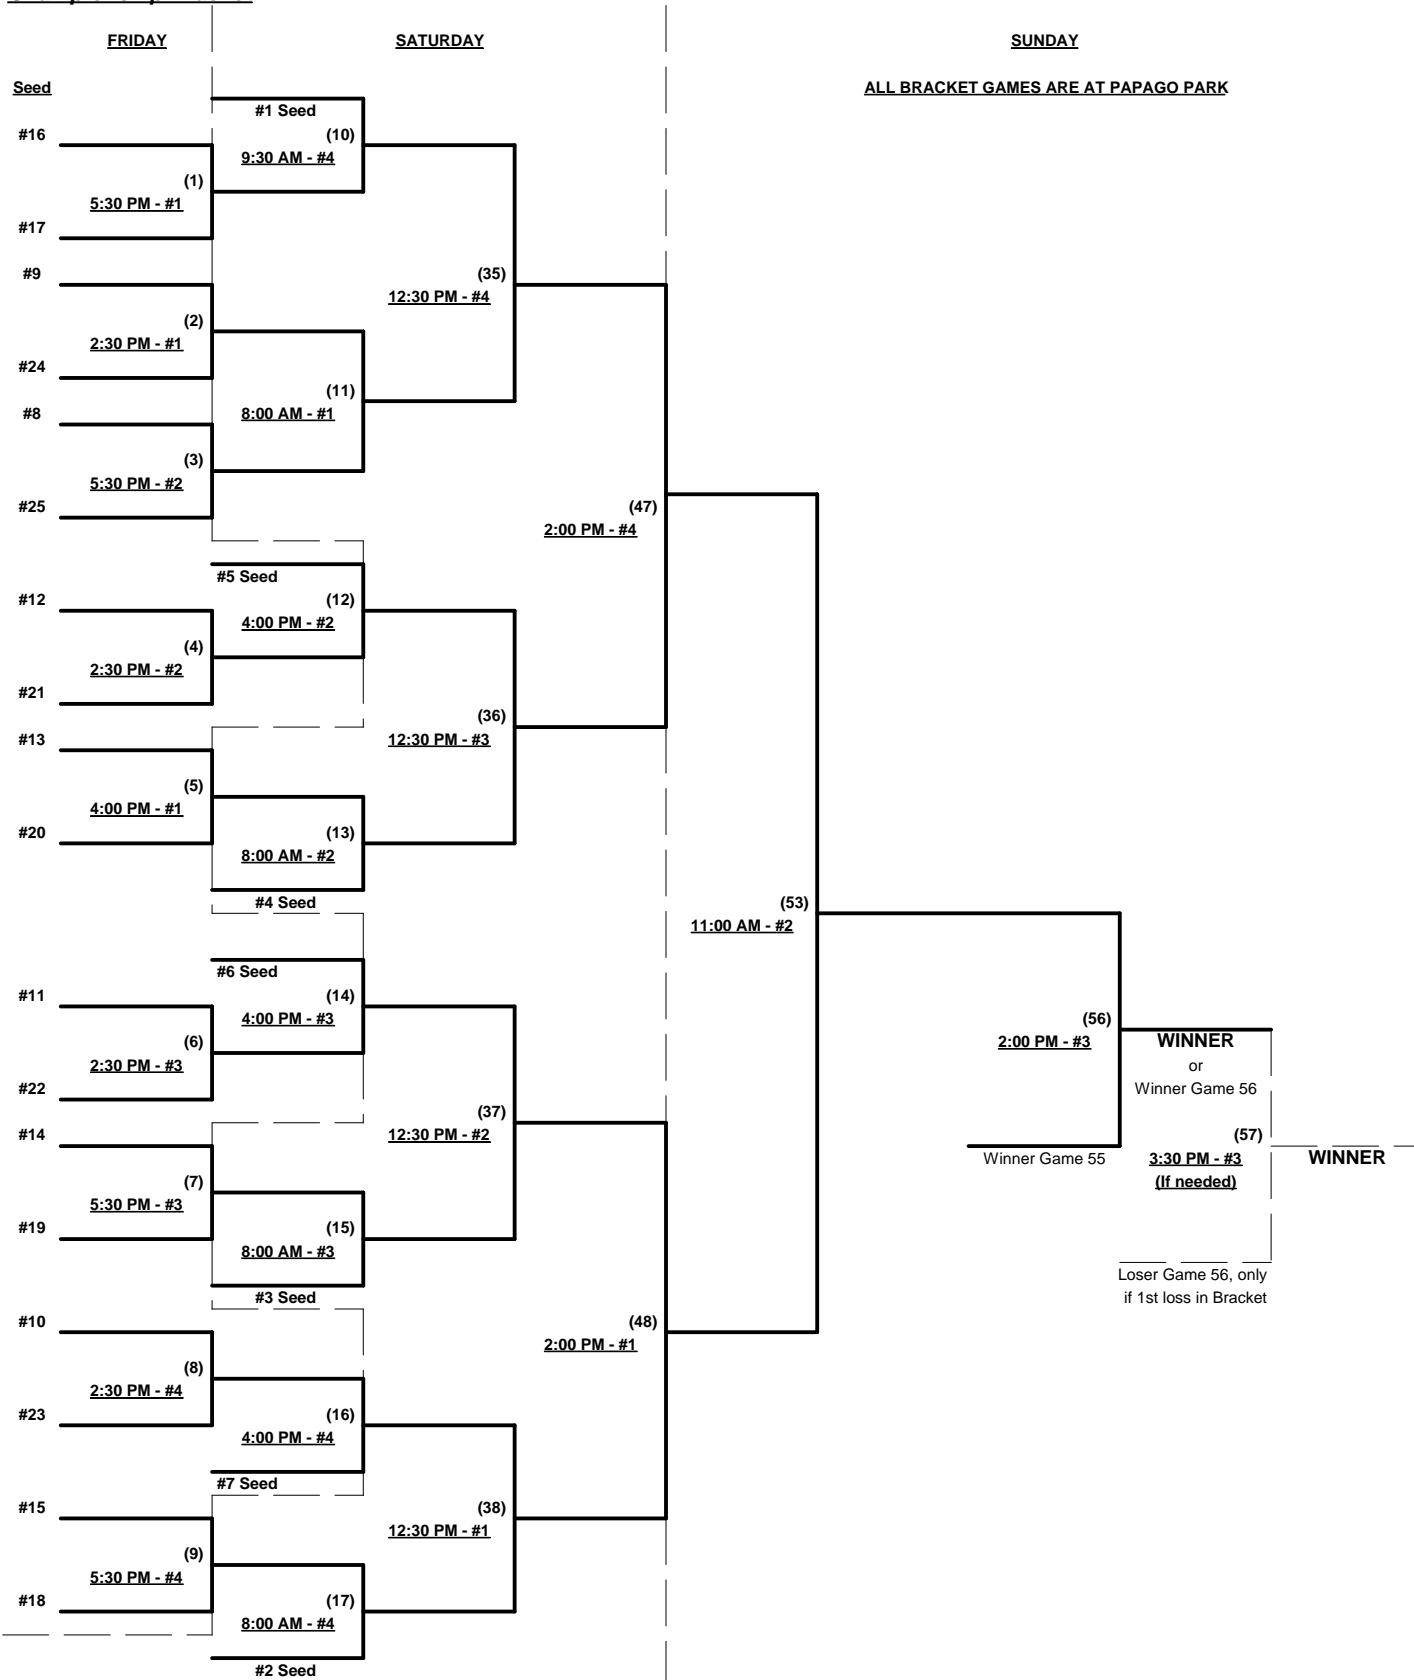 FRIDAY
SATURDAY
SUNDAY
Seed
ALL BRACKET GAMES ARE AT PAPAGO PARK
#1 Seed
#16
(10)
9:30 AM - #4
(1)
5:30 PM - #1
#17
#9
(35)
12:30 PM - #4
(2)
2:30 PM - #1
#24
(11)
8:00 AM - #1
#8
(3)
5:30 PM - #2
#25
(47)
2:00 PM - #4
#5 Seed
#12
(12)
4:00 PM - #2
(4)
2:30 PM - #2
#21
(36)
12:30 PM - #3
#13
(5)
4:00 PM - #1
#20
(13)
8:00 AM - #2
#4 Seed
(53)
11:00 AM - #2
#6 Seed
#11
(14)
4:00 PM - #3
(6)
2:30 PM - #3
#22
(56)
2:00 PM - #3
WINNER
or
Winner Game 56
(37)
12:30 PM - #2
#14
(57)
3:30 PM - #3
(If needed)
Winner Game 55
WINNER
(7)
5:30 PM - #3
#19
(15)
8:00 AM - #3
#3 Seed
Loser Game 56, only
if 1st loss in Bracket
#10
(48)
2:00 PM - #1
(8)
2:30 PM - #4
#23
(16)
4:00 PM - #4
#7 Seed
#15
(38)
12:30 PM - #1
(9)
5:30 PM - #4
#18
(17)
8:00 AM - #4
#2 Seed